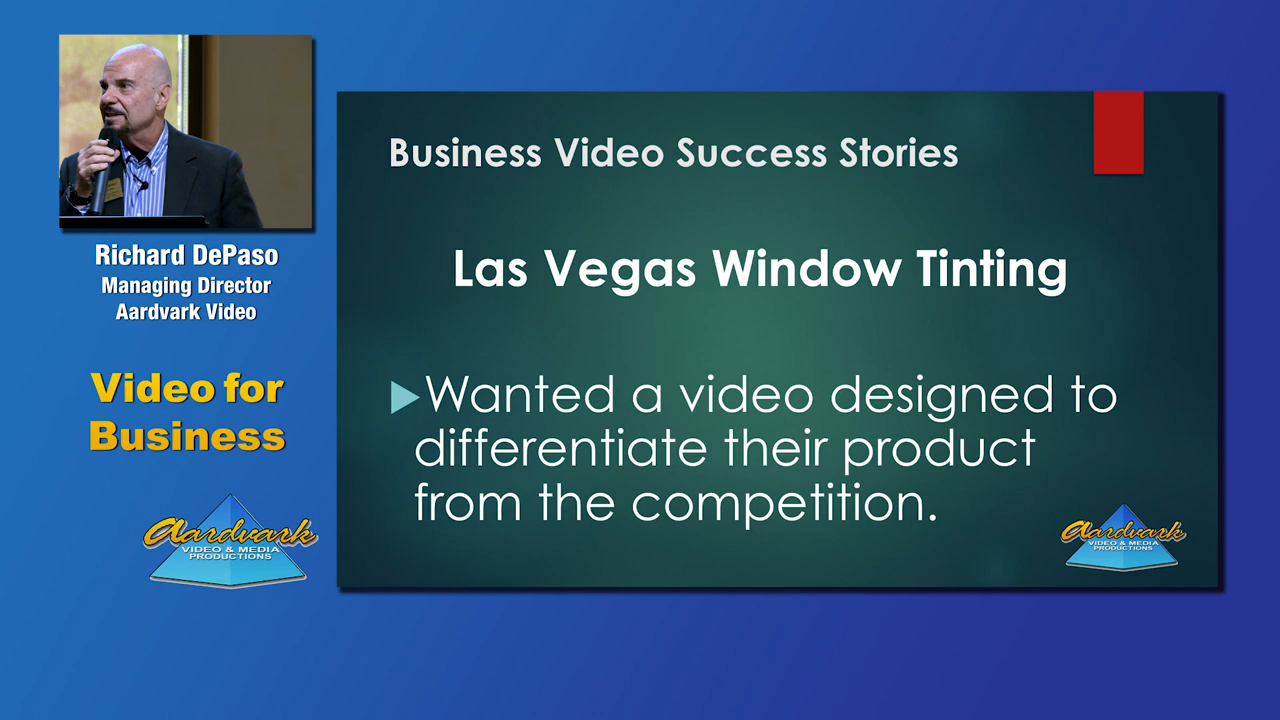 Richard DePaso
Managing Director
Aardvark Video
Video for
Business
Aardvark
VIDEO & MEDIA
PRODUCTIONS
Business Video Success Stories
Las Vegas Window Tinting
Wanted a video designed to
differentiate their product
from the competition.
Aardvark
VIDEO & MEDIA
PRODUCTIONS